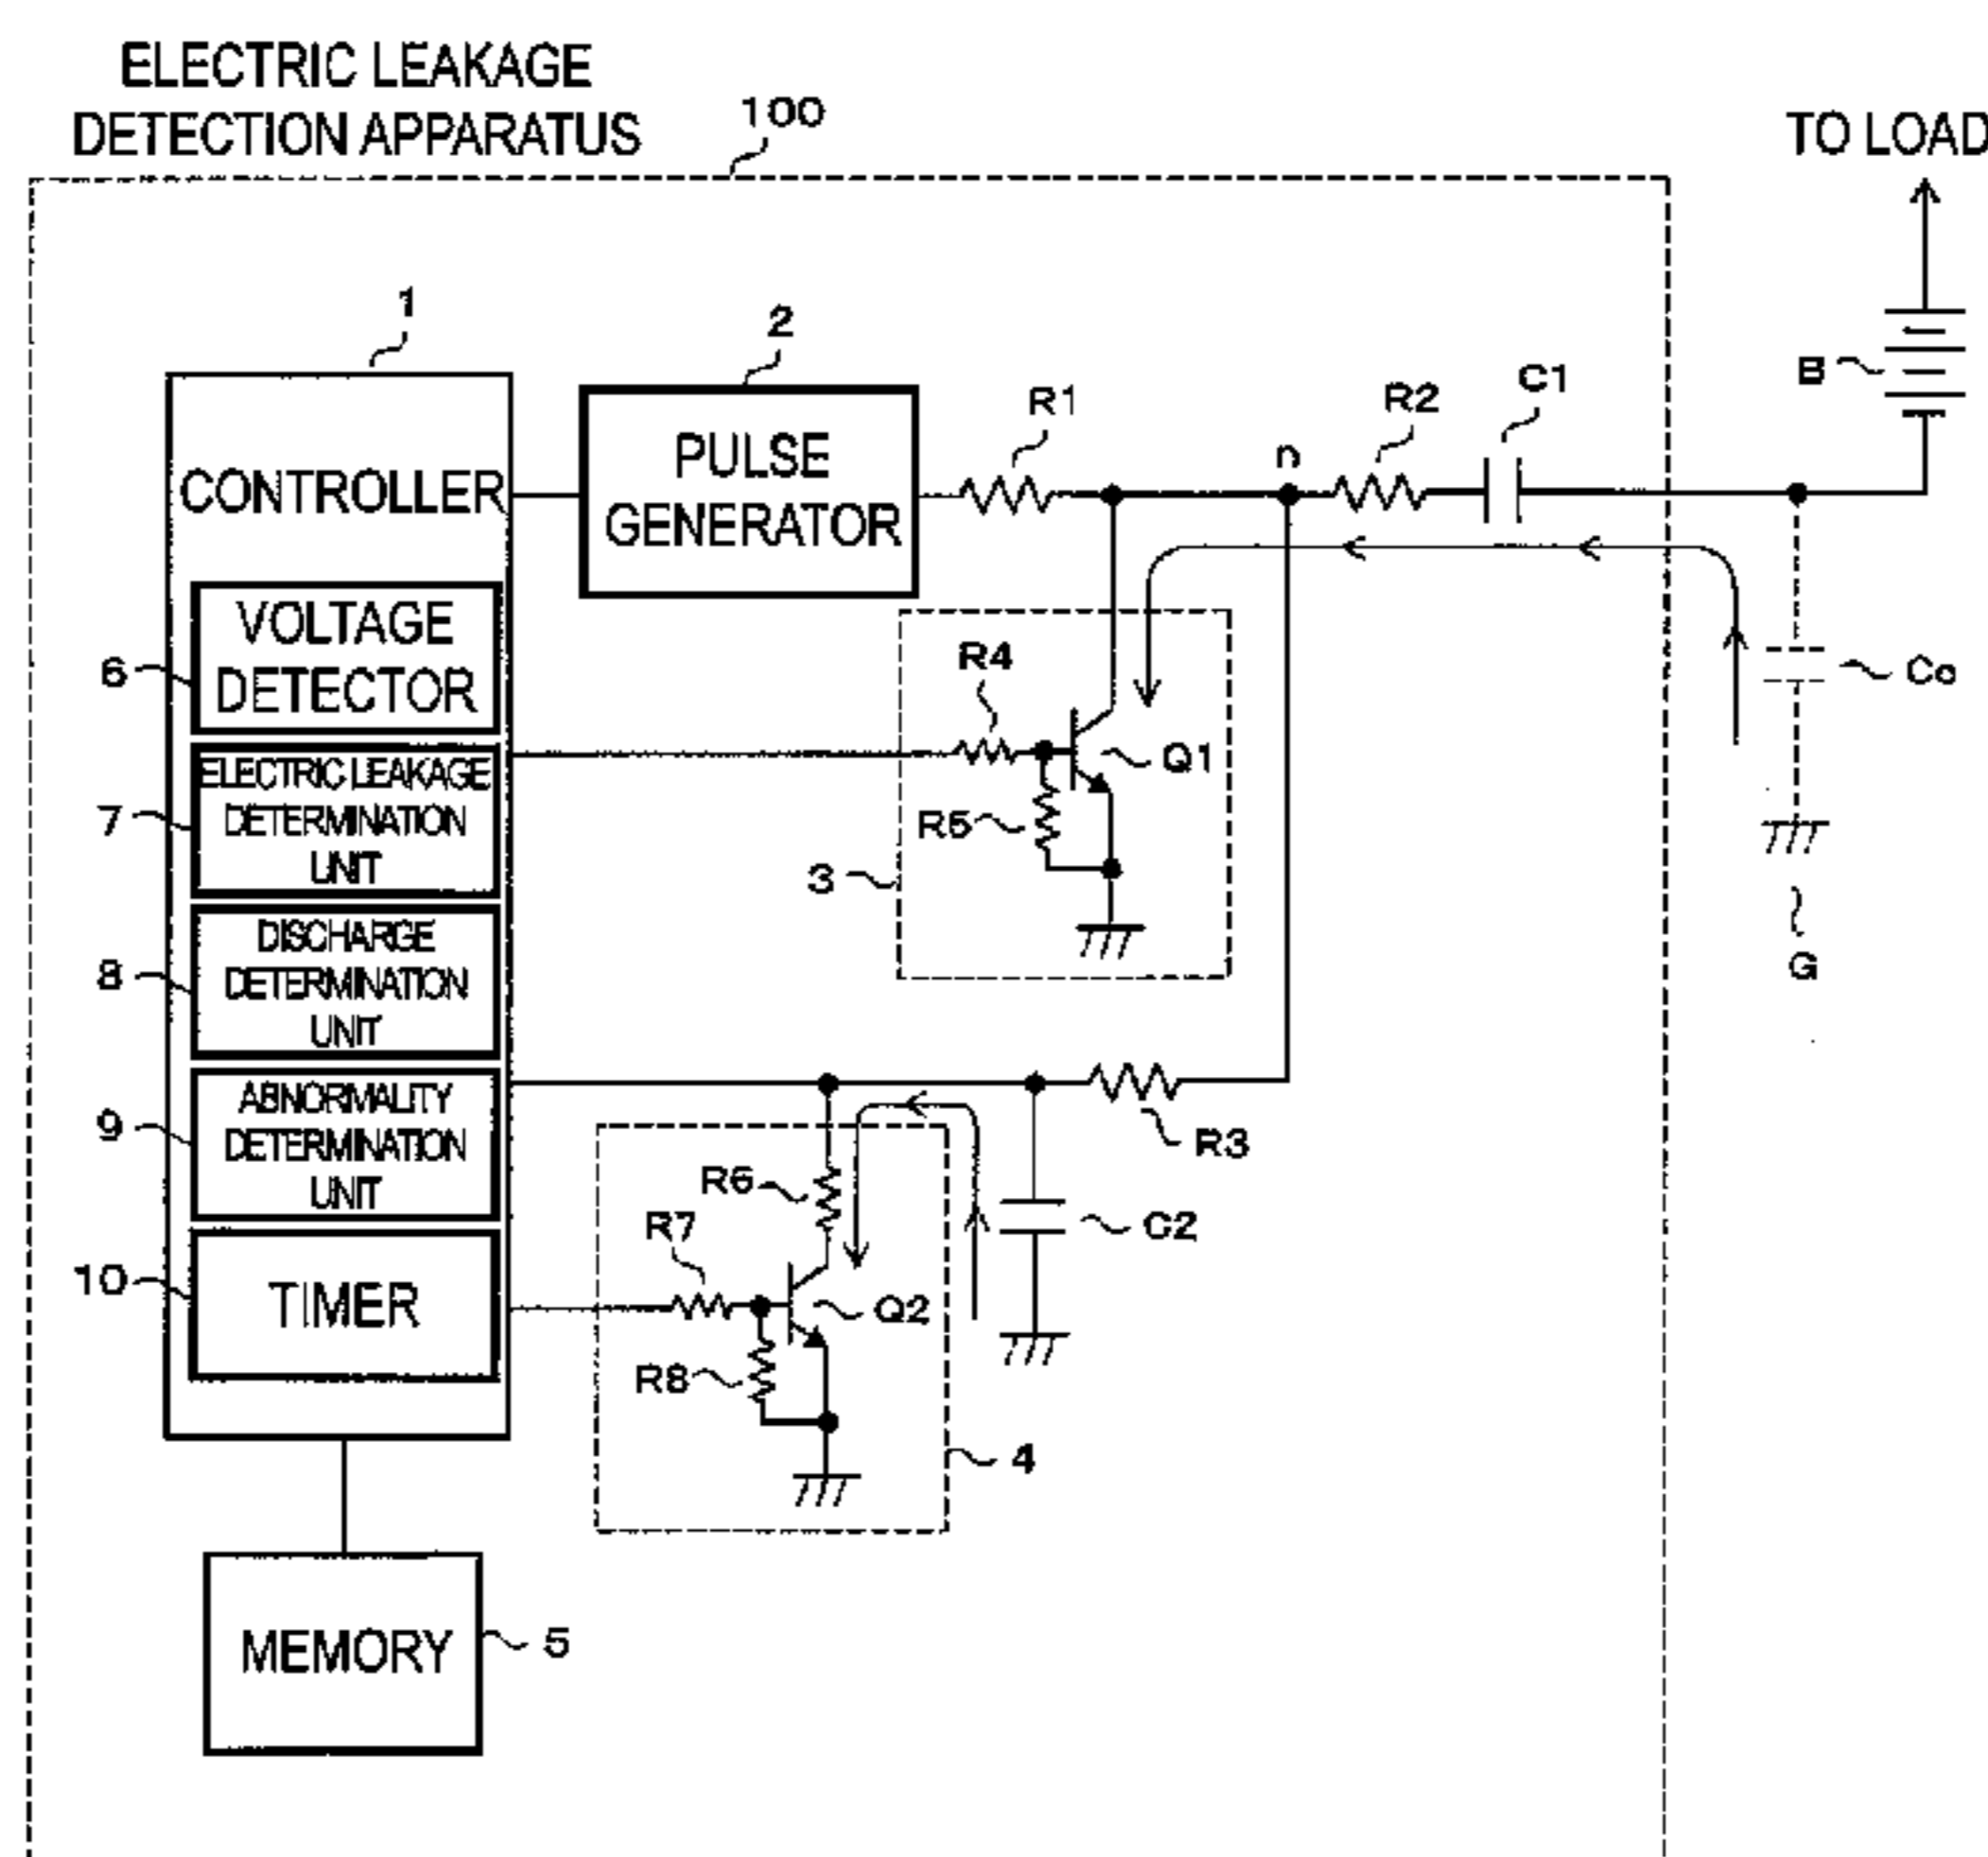 ELECTRIC LEAKAGE
DETECTION APPARATUS
100
TO LOAD
1
2
R1
R2
C1
B
n
CONTROLLER
PULSE
GENERATOR
VOLTAGE
DETECTOR
6
R4
Q1
Co
ELECTRIC LEAKAGE
DETERMINATION
UNIT
7
R5
3
G
DISCHARGE
DETERMINATION
UNIT
8
ABNORMALITY
DETERMINATION
UNIT
9
R3
R6
R7
C2
TIMER
10
Q2
R8
4
MEMORY
5